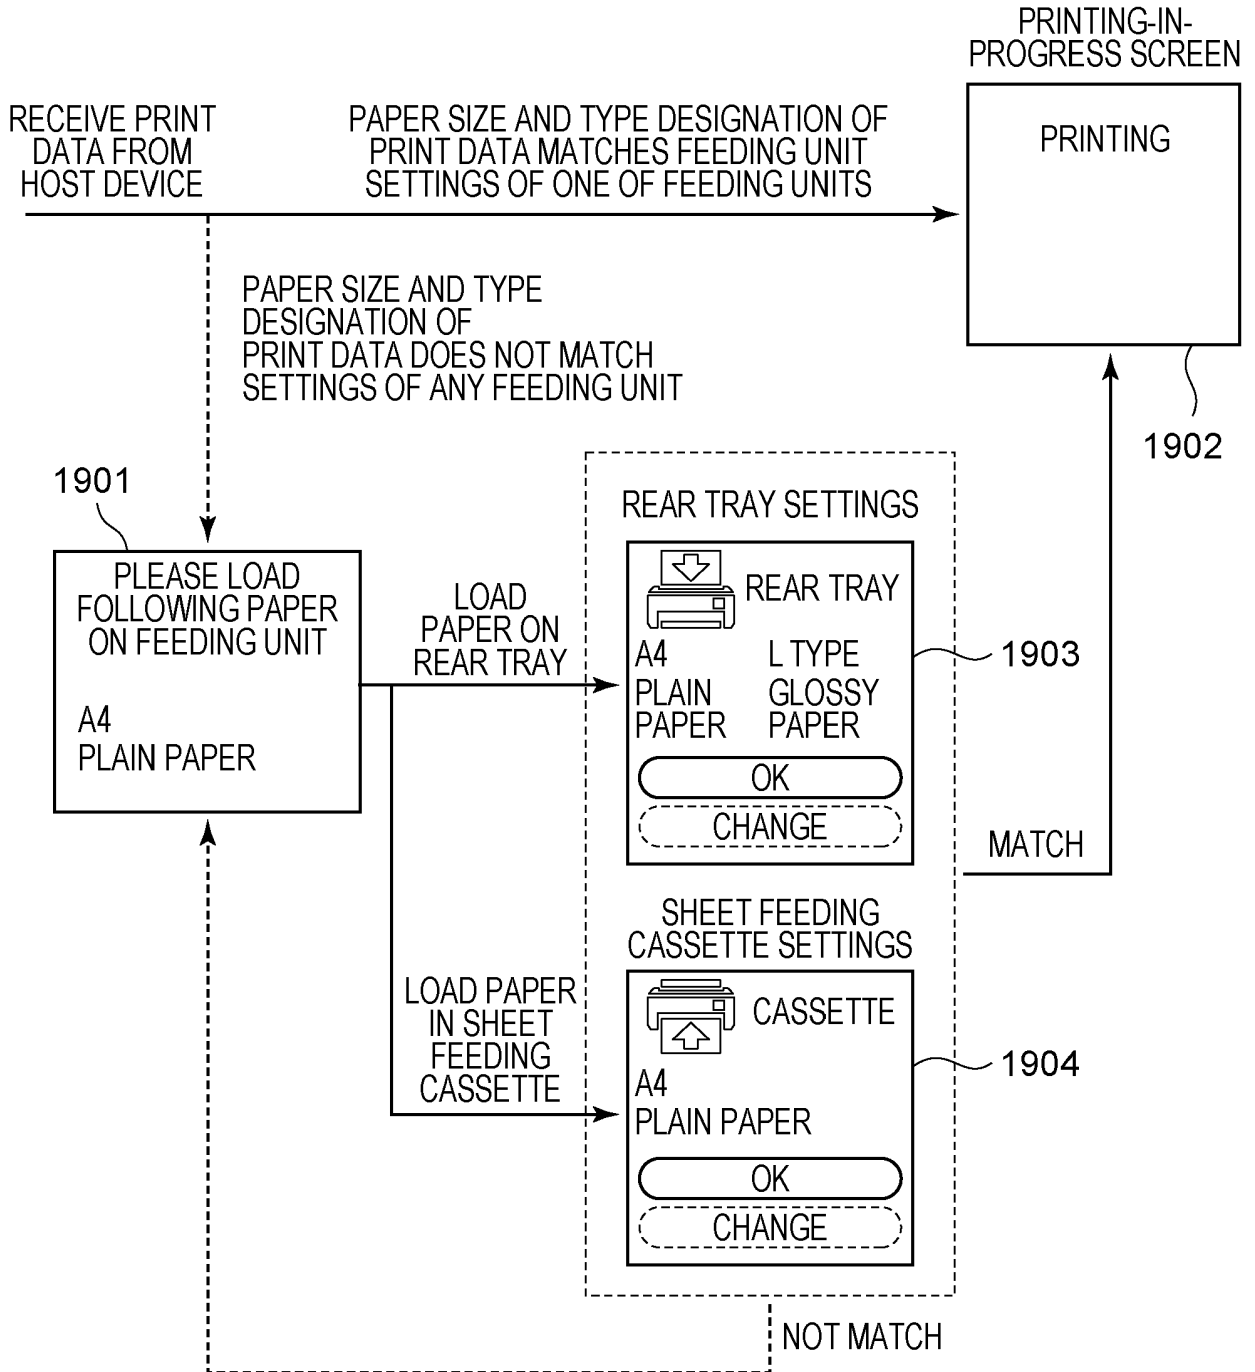 PRINTING-IN-
PROGRESS SCREEN
PRINTING
1902
RECEIVE PRINT
DATA FROM
HOST DEVICE
PAPER SIZE AND TYPE DESIGNATION OF
PRINT DATA MATCHES FEEDING UNIT
SETTINGS OF ONE OF FEEDING UNITS
PAPER SIZE AND TYPE
DESIGNATION OF
PRINT DATA DOES NOT MATCH
SETTINGS OF ANY FEEDING UNIT
1901
PLEASE LOAD
FOLLOWING PAPER
ON FEEDING UNIT
A4
PLAIN PAPER
LOAD
PAPER ON
REAR TRAY
REAR TRAY SETTINGS
REAR TRAY
A4 L TYPE
PLAIN GLOSSY
PAPER PAPER
OK
CHANGE
1903
MATCH
LOAD PAPER
IN SHEET
FEEDING
CASSETTE
SHEET FEEDING
CASSETTE SETTINGS
CASSETTE
A4
PLAIN PAPER
OK
CHANGE
1904
NOT MATCH